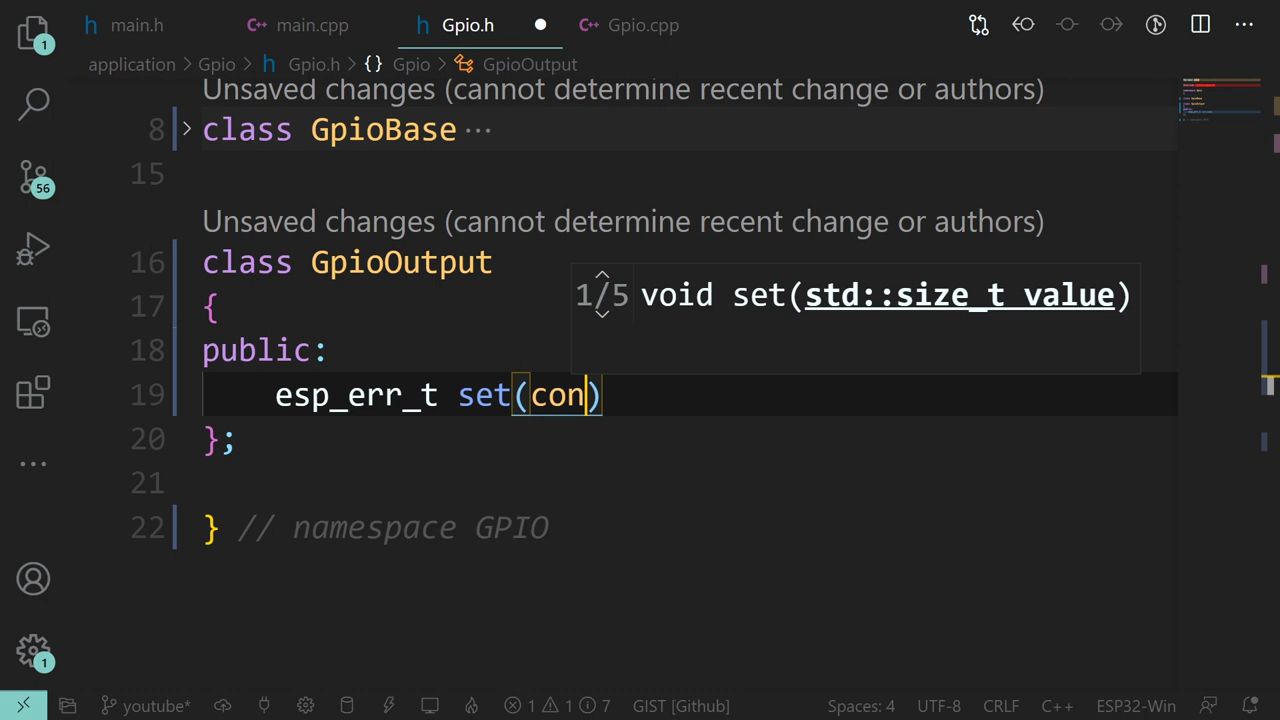 main.h main.cpp Gpio.h Gpio.cpp
1
application > Gpio > Gpio.h > {} Gpio > GpioOutput
Unsaved changes (cannot determine recent change or authors)
8 > class GpioBase ···
15
56
Unsaved changes (cannot determine recent change or authors)
16 class GpioOutput
1/5 void set(std::size_t value)
17 {
18 public:
19 esp_err_t set(con)
20 };
21
22 } // namespace GPIO
1
youtube* 1 1 7 GIST [Github] Spaces: 4 UTF-8 CRLF C++ ESP32-Win